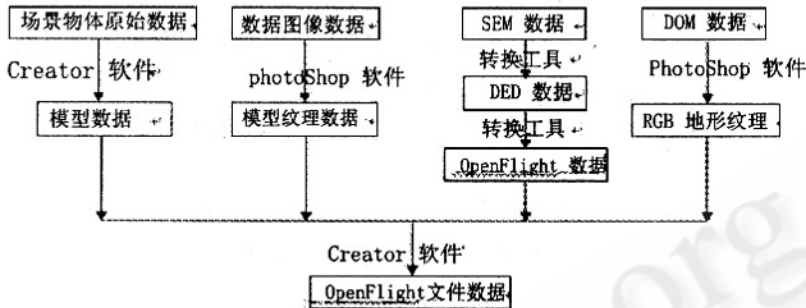 场景物体原始数据 数据图像数据 SEM 数据 DOM 数据
Creator 软件 photoShop 软件 转换工具 PhotoShop 软件
模型数据 模型纹理数据 DED 数据 RGB 地形纹理
转换工具
OpenFlight 数据
Creator 软件
OpenFlight文件数据
org